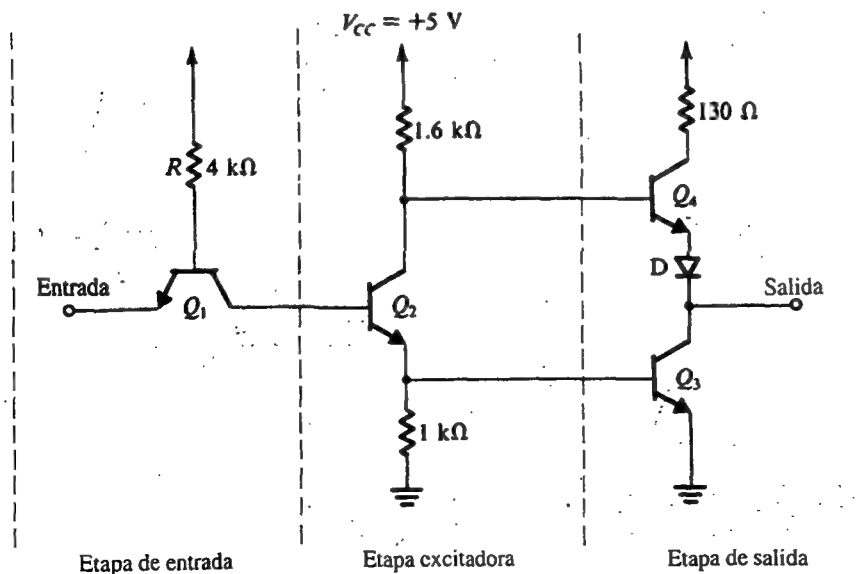 V_CC = +5 V
1.6 kΩ
130 Ω
R 4 kΩ
Q4
D
Entrada
Q1
Q2
Salida
Q3
1 kΩ
Etapa de entrada
Etapa excitadora
Etapa de salida